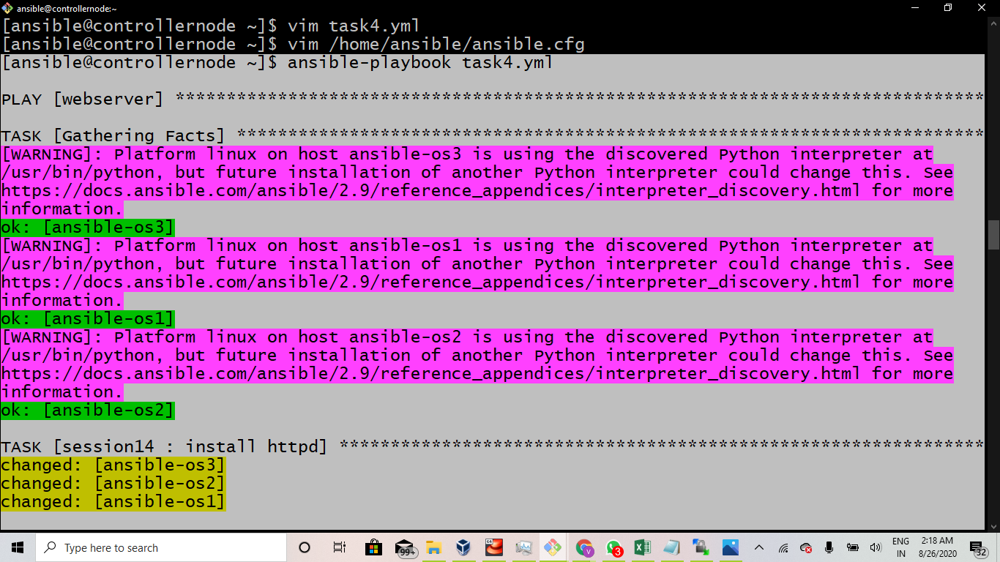 ansible@controllernode:~
[ansible@controllernode ~]$ vim task4.yml
[ansible@controllernode ~]$ vim /home/ansible/ansible.cfg
[ansible@controllernode ~]$ ansible-playbook task4.yml
PLAY [webserver] *******************************************************************************
TASK [Gathering Facts] *************************************************************************
[WARNING]: Platform linux on host ansible-os3 is using the discovered Python interpreter at
/usr/bin/python, but future installation of another Python interpreter could change this. See
https://docs.ansible.com/ansible/2.9/reference_appendices/interpreter_discovery.html for more
information.
ok: [ansible-os3]
[WARNING]: Platform linux on host ansible-os1 is using the discovered Python interpreter at
/usr/bin/python, but future installation of another Python interpreter could change this. See
https://docs.ansible.com/ansible/2.9/reference_appendices/interpreter_discovery.html for more
information.
ok: [ansible-os1]
[WARNING]: Platform linux on host ansible-os2 is using the discovered Python interpreter at
/usr/bin/python, but future installation of another Python interpreter could change this. See
https://docs.ansible.com/ansible/2.9/reference_appendices/interpreter_discovery.html for more
information.
ok: [ansible-os2]
TASK [session14 : install httpd] ***************************************************************
changed: [ansible-os3]
changed: [ansible-os2]
changed: [ansible-os1]
Type here to search
99+
64
V
3
ENG
IN
2:18 AM
8/26/2020
32